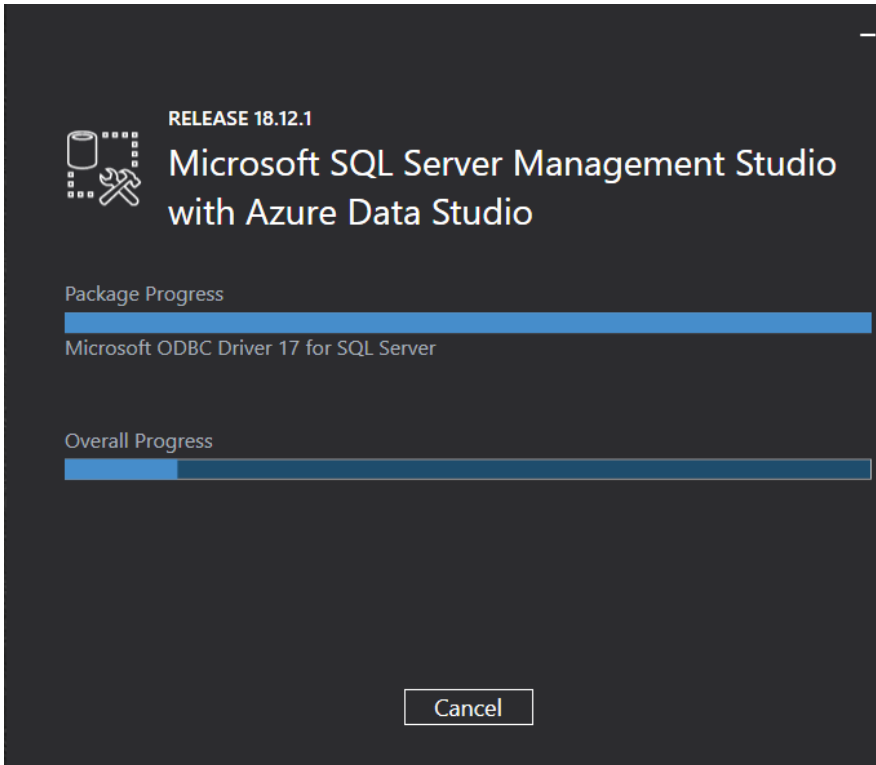 RELEASE 18.12.1
Microsoft SQL Server Management Studio
with Azure Data Studio
Package Progress
Microsoft ODBC Driver 17 for SQL Server
Overall Progress
Cancel